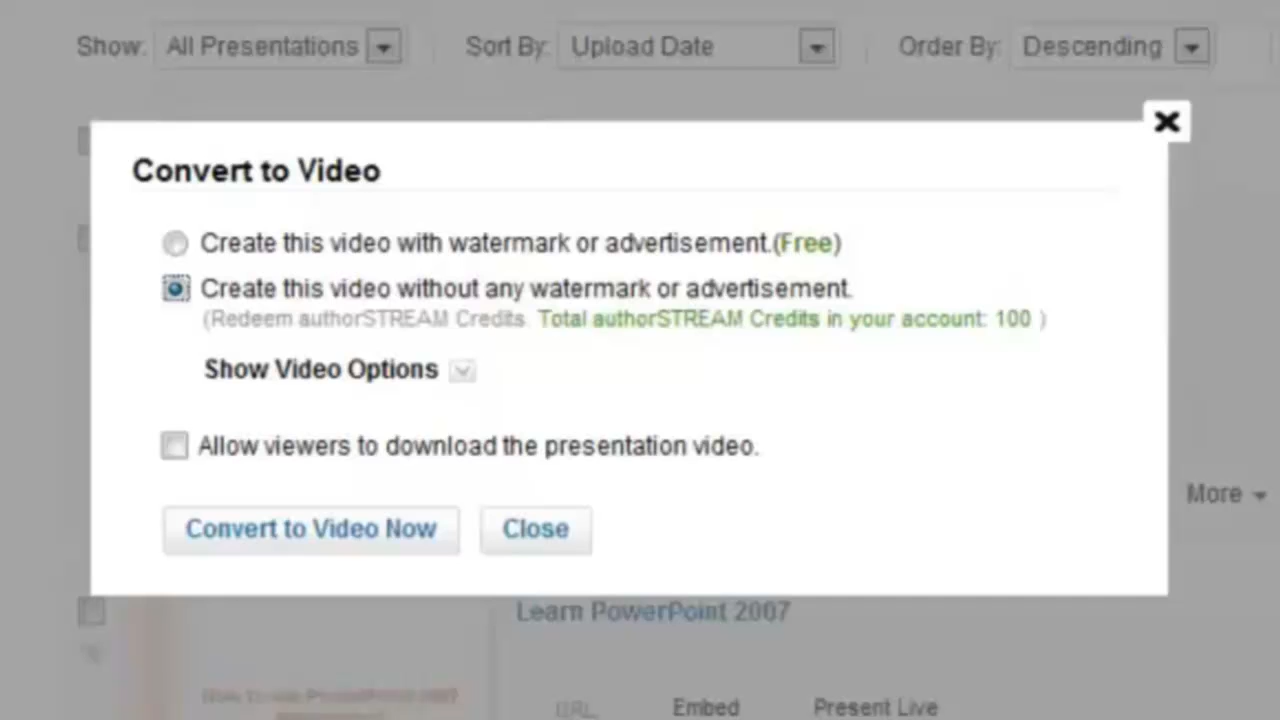 Show: All Presentations Sort By: Upload Date Order By: Descending
Convert to Video
Create this video with watermark or advertisement.(Free)
Create this video without any watermark or advertisement.
(Redeem authorSTREAM Credits. Total authorSTREAM Credits in your account: 100 )
Show Video Options
Allow viewers to download the presentation video.
More
Convert to Video Now Close
Learn PowerPoint 2007
URL Embed Present Live